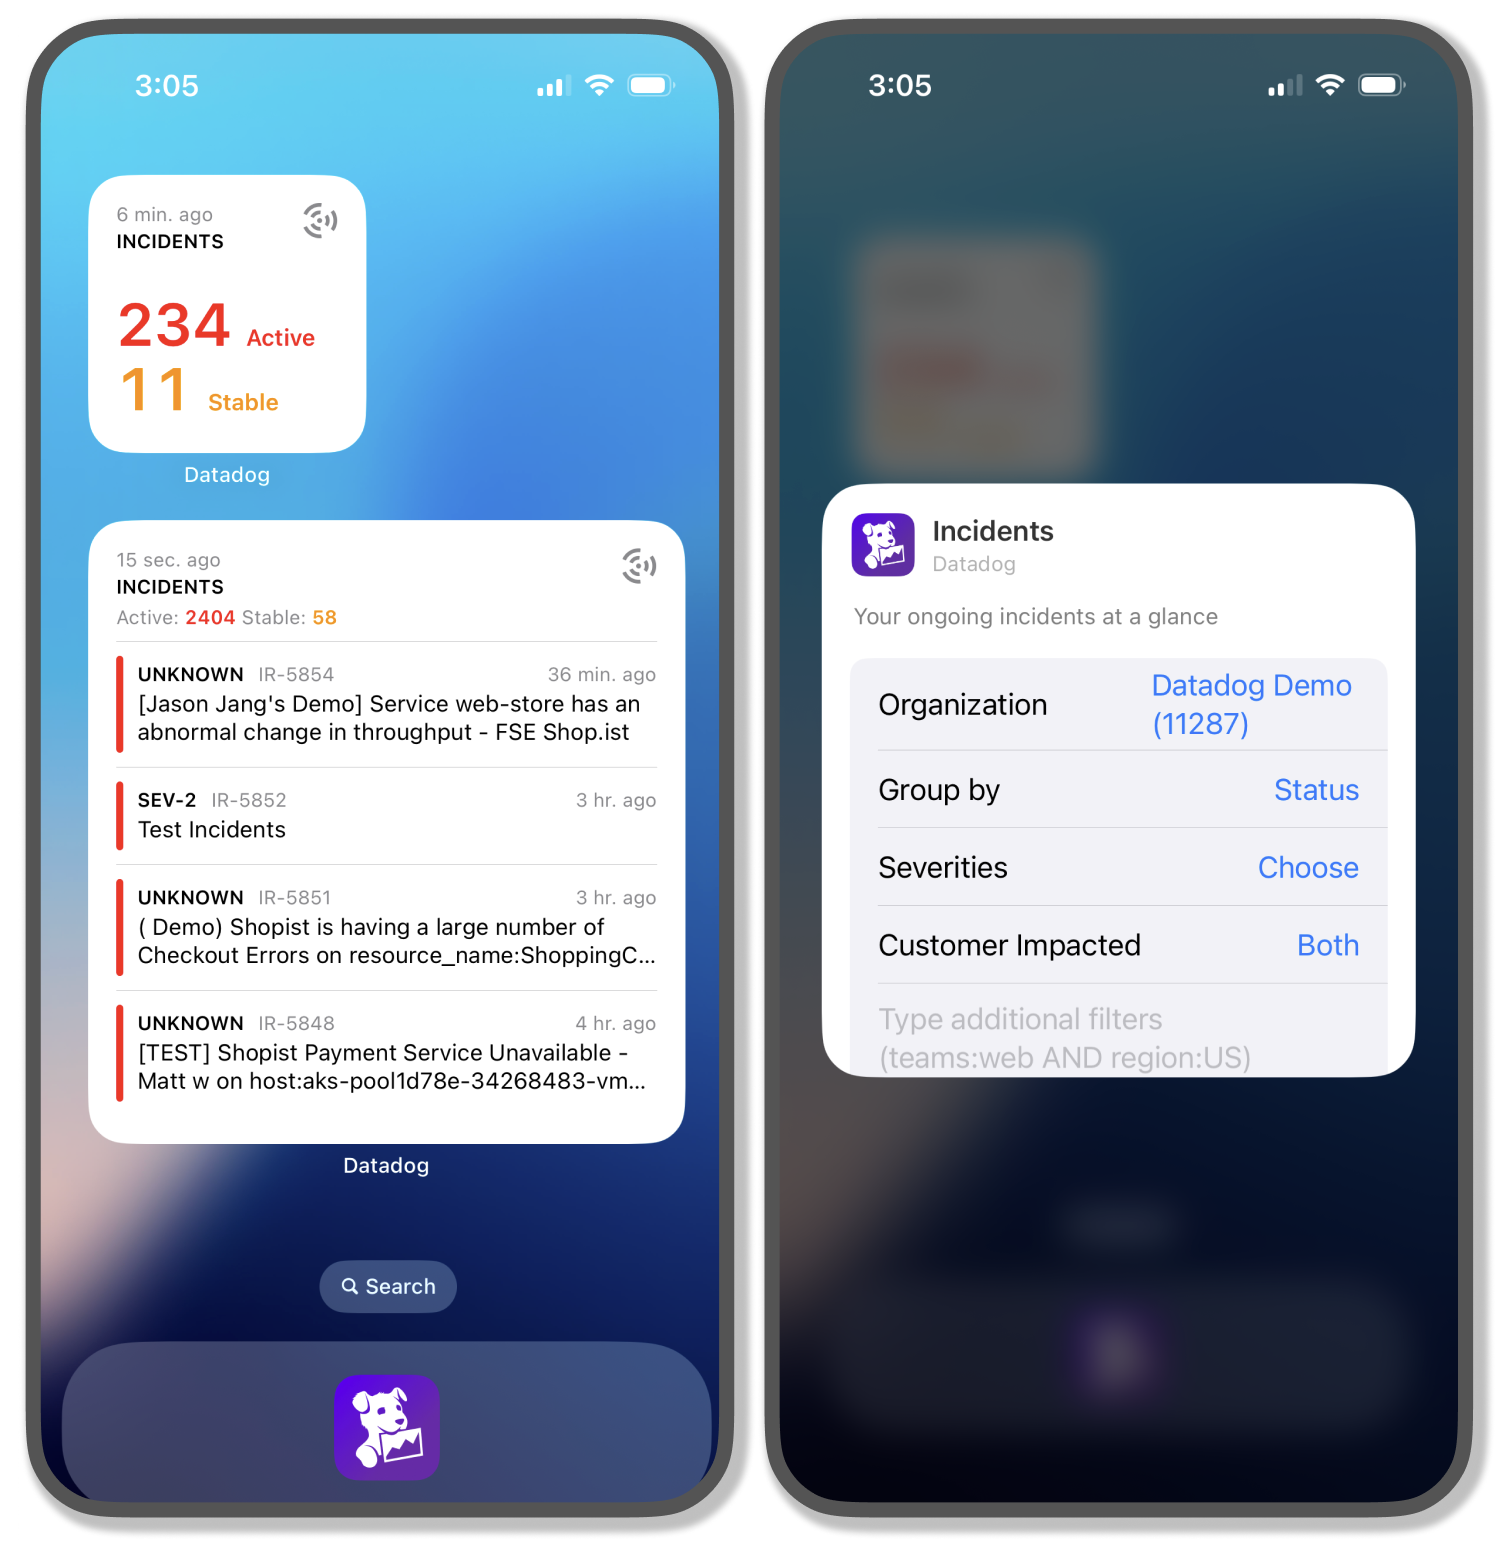 3:05
6 min. ago
INCIDENTS
234 Active
11 Stable
Datadog
15 sec. ago
INCIDENTS
Active: 2404 Stable: 58
UNKNOWN IR-5854 36 min. ago
[Jason Jang's Demo] Service web-store has an
abnormal change in throughput - FSE Shop.ist
SEV-2 IR-5852 3 hr. ago
Test Incidents
UNKNOWN IR-5851 3 hr. ago
( Demo) Shopist is having a large number of
Checkout Errors on resource_name:ShoppingC...
UNKNOWN IR-5848 4 hr. ago
[TEST] Shopist Payment Service Unavailable -
Matt w on host:aks-pool1d78e-34268483-vm...
Datadog
Search
3:05
Incidents
Datadog
Your ongoing incidents at a glance
Organization Datadog Demo
(11287)
Group by Status
Severities Choose
Customer Impacted Both
Type additional filters
(teams:web AND region:US)